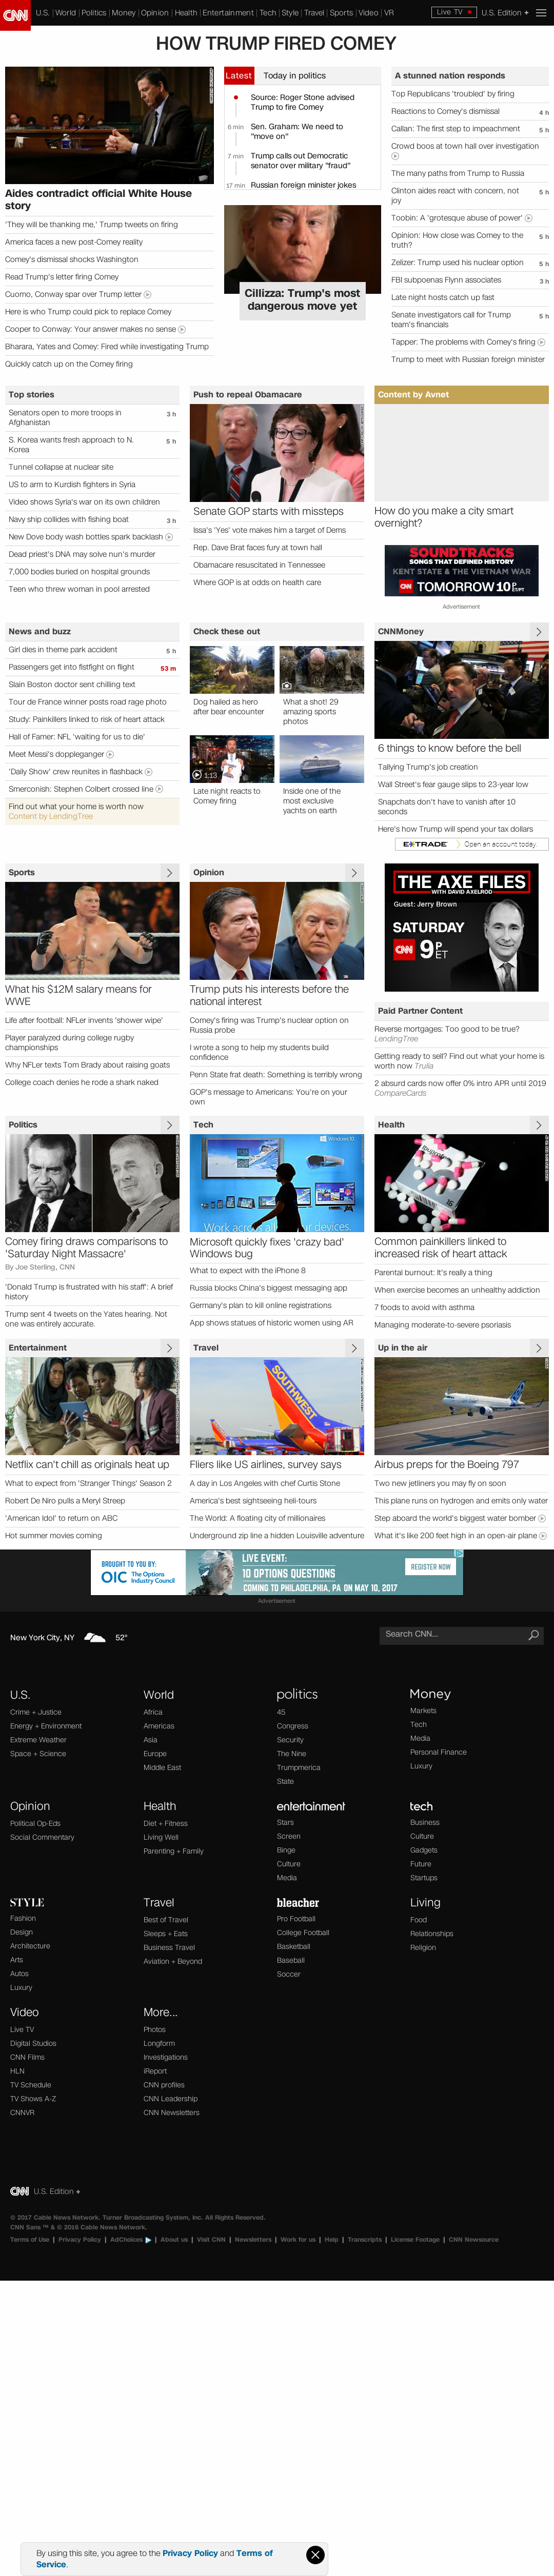 CNN
U.S. World Politics Money Opinion Health Entertainment Tech Style Travel Sports Video VR
Live TV
U.S. Edition +
HOW TRUMP FIRED COMEY
Aides contradict official White House
story
'They will be thanking me,' Trump tweets on firing
America faces a new post-Comey reality
Comey's dismissal shocks Washington
Read Trump's letter firing Comey
Cuomo, Conway spar over Trump letter
Here is who Trump could pick to replace Comey
Cooper to Conway: Your answer makes no sense
Bharara, Yates and Comey: Fired while investigating Trump
Quickly catch up on the Comey firing
Latest
Today in politics
Source: Roger Stone advised
Trump to fire Comey
6 min
Sen. Graham: We need to
"move on"
7 min
Trump calls out Democratic
senator over military "fraud"
17 min
Russian foreign minister jokes
Cillizza: Trump's most
dangerous move yet
A stunned nation responds
Top Republicans 'troubled' by firing
Reactions to Comey's dismissal
4 h
Callan: The first step to impeachment
5 h
Crowd boos at town hall over investigation
The many paths from Trump to Russia
Clinton aides react with concern, not
joy
5 h
Toobin: A 'grotesque abuse of power'
Opinion: How close was Comey to the
truth?
5 h
Zelizer: Trump used his nuclear option
5 h
FBI subpoenas Flynn associates
3 h
Late night hosts catch up fast
Senate investigators call for Trump
team's financials
5 h
Tapper: The problems with Comey's firing
Trump to meet with Russian foreign minister
Top stories
Senators open to more troops in
Afghanistan
3 h
S. Korea wants fresh approach to N.
Korea
5 h
Tunnel collapse at nuclear site
US to arm to Kurdish fighters in Syria
Video shows Syria's war on its own children
Navy ship collides with fishing boat
3 h
New Dove body wash bottles spark backlash
Dead priest's DNA may solve nun's murder
7,000 bodies buried on hospital grounds
Teen who threw woman in pool arrested
Push to repeal Obamacare
Senate GOP starts with missteps
Issa's 'Yes' vote makes him a target of Dems
Rep. Dave Brat faces fury at town hall
Obamacare resuscitated in Tennessee
Where GOP is at odds on health care
Content by Avnet
How do you make a city smart
overnight?
SOUNDTRACKS
SONGS THAT DEFINED HISTORY
KENT STATE & THE VIETNAM WAR
CNN TOMORROW 10P ET/PT
Advertisement
News and buzz
Girl dies in theme park accident
5 h
Passengers get into fistfight on flight
53 m
Slain Boston doctor sent chilling text
Tour de France winner posts road rage photo
Study: Painkillers linked to risk of heart attack
Hall of Famer: NFL 'waiting for us to die'
Meet Messi's doppleganger
'Daily Show' crew reunites in flashback
Smerconish: Stephen Colbert crossed line
Find out what your home is worth now
Content by LendingTree
Check these out
Dog hailed as hero
after bear encounter
What a shot! 29
amazing sports
photos
1:13
Late night reacts to
Comey firing
Inside one of the
most exclusive
yachts on earth
CNNMoney
6 things to know before the bell
Tallying Trump's job creation
Wall Street's fear gauge slips to 23-year low
Snapchats don't have to vanish after 10
seconds
Here's how Trump will spend your tax dollars
E*TRADE
Open an account today.
Sports
What his $12M salary means for
WWE
Life after football: NFLer invents 'shower wipe'
Player paralyzed during college rugby
championships
Why NFLer texts Tom Brady about raising goats
College coach denies he rode a shark naked
Opinion
Trump puts his interests before the
national interest
Comey's firing was Trump's nuclear option on
Russia probe
I wrote a song to help my students build
confidence
Penn State frat death: Something is terribly wrong
GOP's message to Americans: You're on your
own
THE AXE FILES
WITH DAVID AXELROD
Guest: Jerry Brown
SATURDAY
CNN 9P ET
Paid Partner Content
Reverse mortgages: Too good to be true?
LendingTree
Getting ready to sell? Find out what your home is
worth now Trulia
2 absurd cards now offer 0% intro APR until 2019
CompareCards
Politics
Comey firing draws comparisons to
'Saturday Night Massacre'
By Joe Sterling, CNN
'Donald Trump is frustrated with his staff': A brief
history
Trump sent 4 tweets on the Yates hearing. Not
one was entirely accurate.
Tech
Windows 10
Work across all your devices,
Microsoft quickly fixes 'crazy bad'
Windows bug
What to expect with the iPhone 8
Russia blocks China's biggest messaging app
Germany's plan to kill online registrations
App shows statues of historic women using AR
Health
Common painkillers linked to
increased risk of heart attack
Parental burnout: It's really a thing
When exercise becomes an unhealthy addiction
7 foods to avoid with asthma
Managing moderate-to-severe psoriasis
Entertainment
Netflix can't chill as originals heat up
What to expect from 'Stranger Things' Season 2
Robert De Niro pulls a Meryl Streep
'American Idol' to return on ABC
Hot summer movies coming
Travel
SOUTHWEST
Fliers like US airlines, survey says
A day in Los Angeles with chef Curtis Stone
America's best sightseeing heli-tours
The World: A floating city of millionaires
Underground zip line a hidden Louisville adventure
Up in the air
Airbus preps for the Boeing 797
Two new jetliners you may fly on soon
This plane runs on hydrogen and emits only water
Step aboard the world's biggest water bomber
What it's like 200 feet high in an open-air plane
BROUGHT TO YOU BY:
OIC The Options Industry Council
LIVE EVENT:
10 OPTIONS QUESTIONS
COMING TO PHILADELPHIA, PA ON MAY 10, 2017
REGISTER NOW
Advertisement
New York City, NY
52°
Search CNN...
U.S.
Crime + Justice
Energy + Environment
Extreme Weather
Space + Science
World
Africa
Americas
Asia
Europe
Middle East
politics
45
Congress
Security
The Nine
Trumpmerica
State
Money
Markets
Tech
Media
Personal Finance
Luxury
Opinion
Political Op-Eds
Social Commentary
Health
Diet + Fitness
Living Well
Parenting + Family
entertainment
Stars
Screen
Binge
Culture
Media
tech
Business
Culture
Gadgets
Future
Startups
STYLE
Fashion
Design
Architecture
Arts
Autos
Luxury
Travel
Best of Travel
Sleeps + Eats
Business Travel
Aviation + Beyond
bleacher
Pro Football
College Football
Basketball
Baseball
Soccer
Living
Food
Relationships
Religion
Video
Live TV
Digital Studios
CNN Films
HLN
TV Schedule
TV Shows A-Z
CNNVR
More...
Photos
Longform
Investigations
iReport
CNN profiles
CNN Leadership
CNN Newsletters
CNN U.S. Edition +
© 2017 Cable News Network. Turner Broadcasting System, Inc. All Rights Reserved.
CNN Sans ™ & © 2016 Cable News Network.
Terms of Use | Privacy Policy | AdChoices | About us | Visit CNN | Newsletters | Work for us | Help | Transcripts | License Footage | CNN Newsource
By using this site, you agree to the Privacy Policy and Terms of
Service.